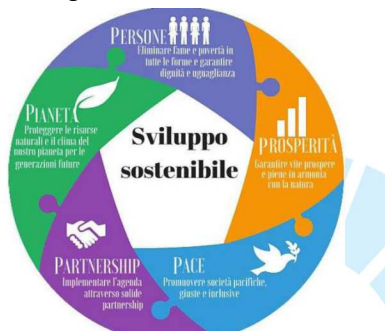 PERSONE
Eliminare fame e povertà in
tutte le forme e garantire
dignità e uguaglianza
PIANETA
Proteggere le risorse
naturali e il clima del
nostro pianeta per le
generazioni future
Sviluppo
sostenibile
PROSPERITÀ
Garantire vite prospere
e piene in armonia
con la natura
PARTNERSHIP
Implementare l'agenda
attraverso solide
partnership
PACE
Promuovere società pacifiche,
giuste e inclusive